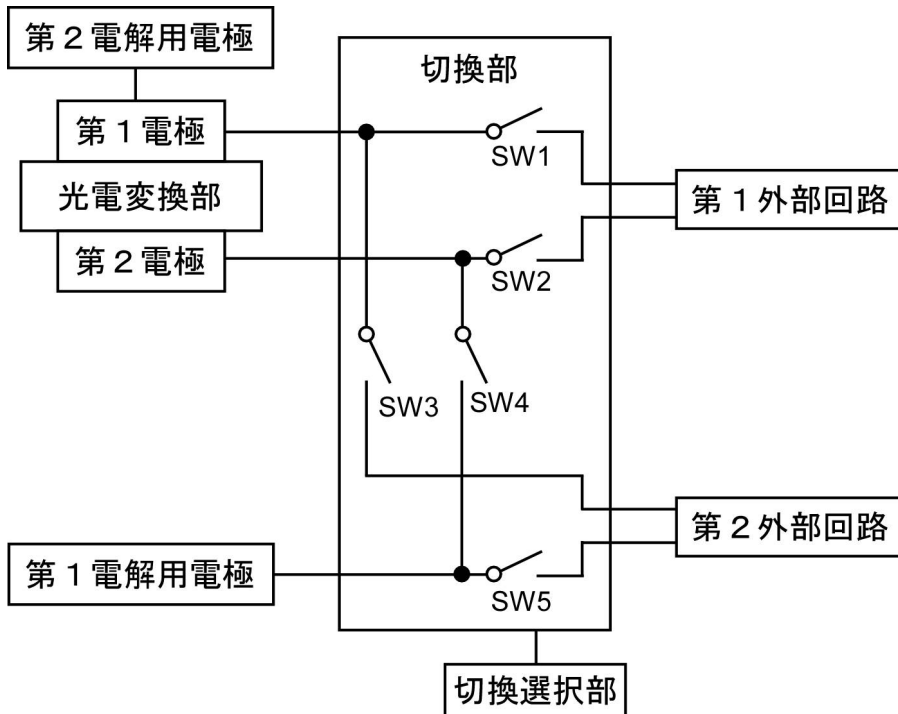 第２電解用電極
切換部
第１電極
SW1
光電変換部
第１外部回路
第２電極
SW2
SW3
SW4
第２外部回路
第１電解用電極
SW5
切換選択部